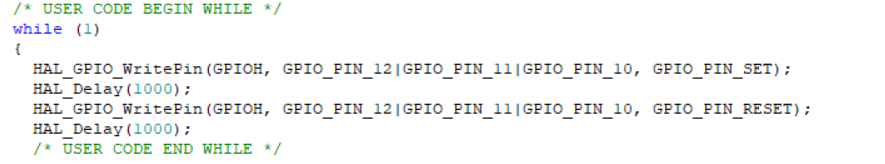 /* USER CODE BEGIN WHILE */
while (1)
{
HAL_GPIO_WritePin(GPIOH, GPIO_PIN_12|GPIO_PIN_11|GPIO_PIN_10, GPIO_PIN_SET);
HAL_Delay(1000);
HAL_GPIO_WritePin(GPIOH, GPIO_PIN_12|GPIO_PIN_11|GPIO_PIN_10, GPIO_PIN_RESET);
HAL_Delay(1000);
/* USER CODE END WHILE */